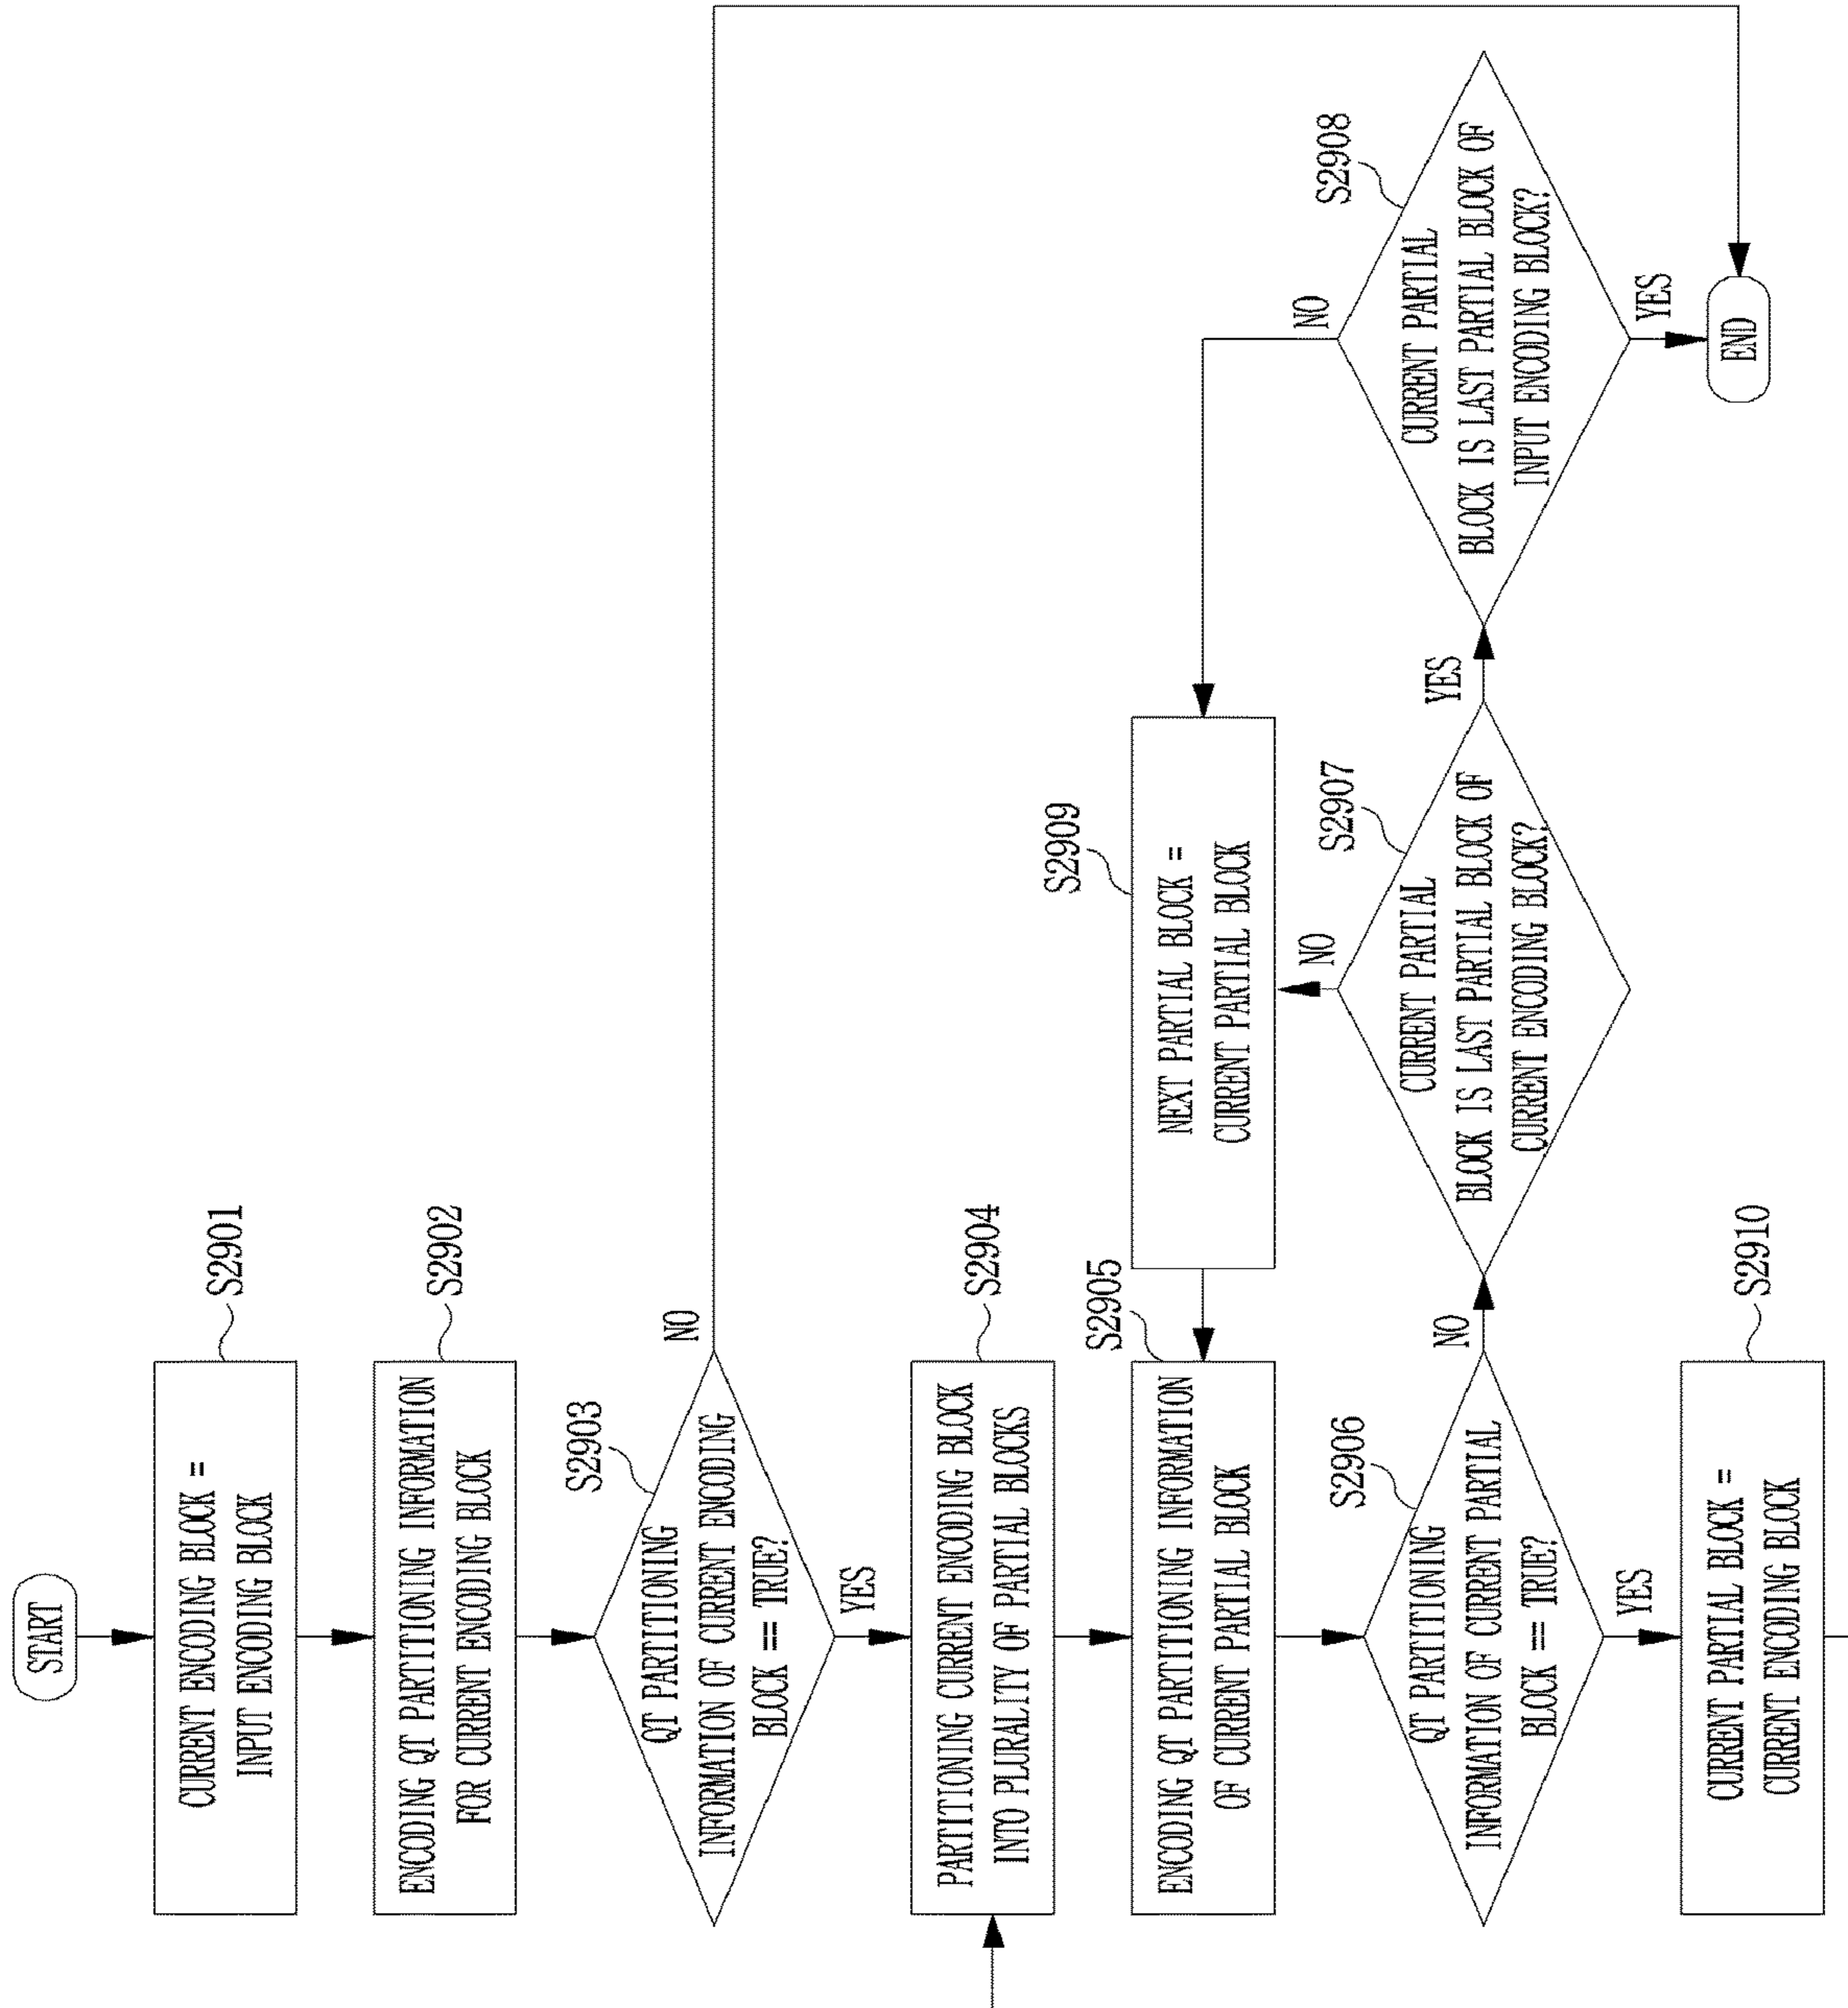 START
S2901
CURRENT ENCODING BLOCK =
INPUT ENCODING BLOCK
S2902
ENCODING QT PARTITIONING INFORMATION
FOR CURRENT ENCODING BLOCK
S2903
QT PARTITIONING
INFORMATION OF CURRENT ENCODING
BLOCK == TRUE?
NO
YES
S2904
PARTITIONING CURRENT ENCODING BLOCK
INTO PLURALITY OF PARTIAL BLOCKS
S2905
ENCODING QT PARTITIONING INFORMATION
OF CURRENT PARTIAL BLOCK
S2906
QT PARTITIONING
INFORMATION OF CURRENT PARTIAL
BLOCK == TRUE?
NO
YES
S2910
CURRENT PARTIAL BLOCK =
CURRENT ENCODING BLOCK
S2909
NEXT PARTIAL BLOCK =
CURRENT PARTIAL BLOCK
NO
S2907
CURRENT PARTIAL
BLOCK IS LAST PARTIAL BLOCK OF
CURRENT ENCODING BLOCK?
YES
NO
S2908
CURRENT PARTIAL
BLOCK IS LAST PARTIAL BLOCK OF
INPUT ENCODING BLOCK?
YES
END